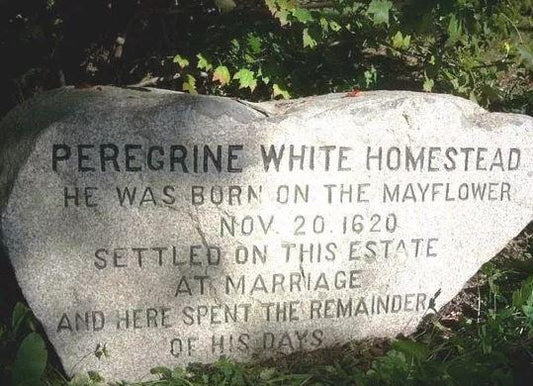 PEREGRINE WHITE HOMESTEAD
HE WAS BORN ON THE MAYFLOWER
NOV. 20. 1620
SETTLED ON THIS ESTATE
AT MARRIAGE
AND HERE SPENT THE REMAINDER
OF HIS DAYS